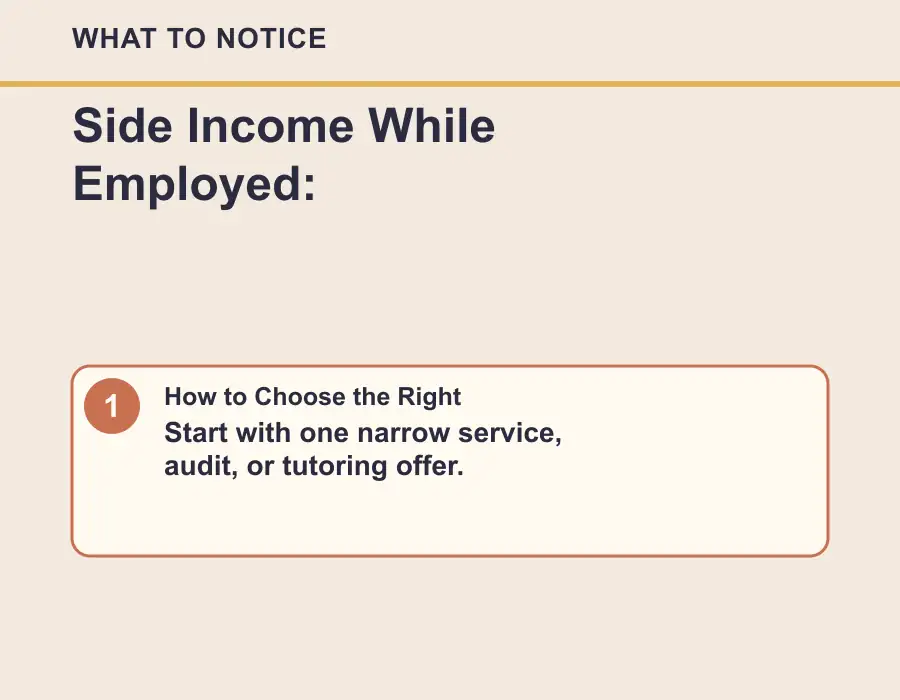 WHAT TO NOTICE
Side Income While
Employed:
1
How to Choose the Right
Start with one narrow service,
audit, or tutoring offer.